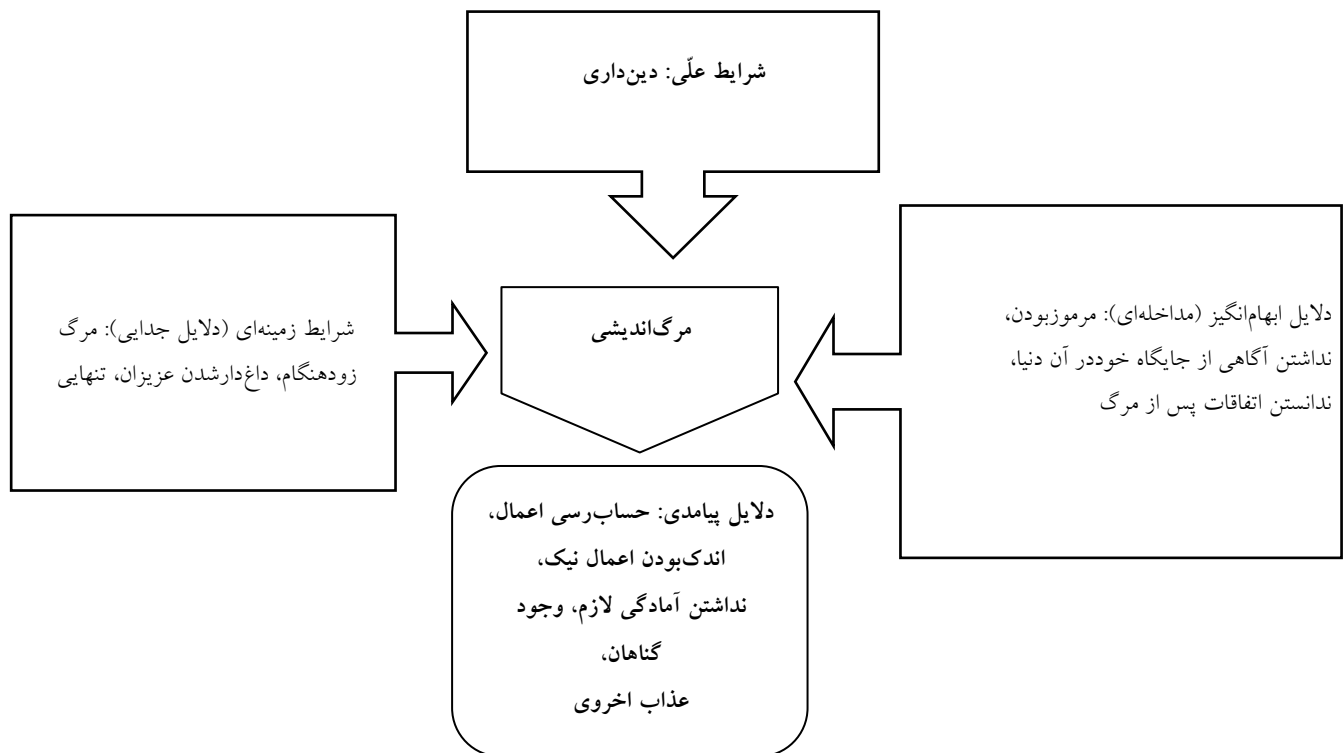 شرایط علّی: دین‌داری
دلایل ابهام‌انگیز (مداخله‌ای): مرموزبودن،
نداشتن آگاهی از جایگاه خوددر آن دنیا،
ندانستن اتفاقات پس از مرگ
مرگ‌اندیشی
شرایط زمینه‌ای (دلایل جدایی): مرگ
زودهنگام، داغ‌دارشدن عزیزان، تنهایی
دلایل پیامدی: حساب‌رسی اعمال،
اندک‌بودن اعمال نیک،
نداشتن آمادگی لازم، وجود
گناهان،
عذاب اخروی